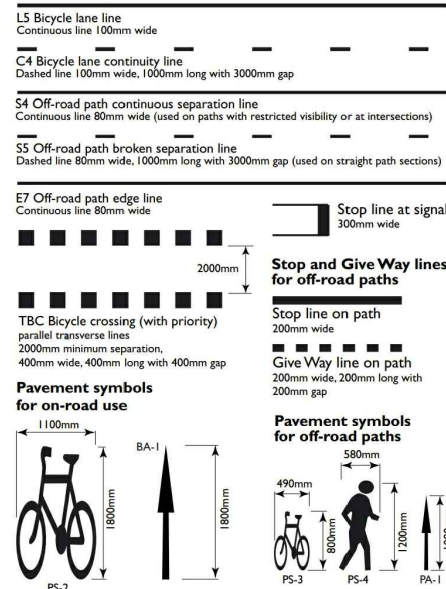 L5 Bicycle lane line
Continuous line 100mm wide
C4 Bicycle lane continuity line
Dashed line 100mm wide, 1000mm long with 3000mm gap
S4 Off-road path continuous separation line
Continuous line 80mm wide (used on paths with restricted visibility or at intersections)
S5 Off-road path broken separation line
Dashed line 80mm wide, 1000mm long with 3000mm gap (used on straight path sections)
E7 Off-road path edge line
Continuous line 80mm wide
2000mm
TBC Bicycle crossing (with priority)
parallel transverse lines
2000mm minimum separation,
400mm wide, 400mm long with 400mm gap
Stop line at signal
300mm wide
Stop and Give Way lines
for off-road paths
Stop line on path
200mm wide
Give Way line on path
200mm wide, 200mm long with
200mm gap
Pavement symbols
for on-road use
1100mm
1800mm
PS-2
BA-1
1800mm
Pavement symbols
for off-road paths
490mm
800mm
PS-3
580mm
1200mm
PS-4
PA-1